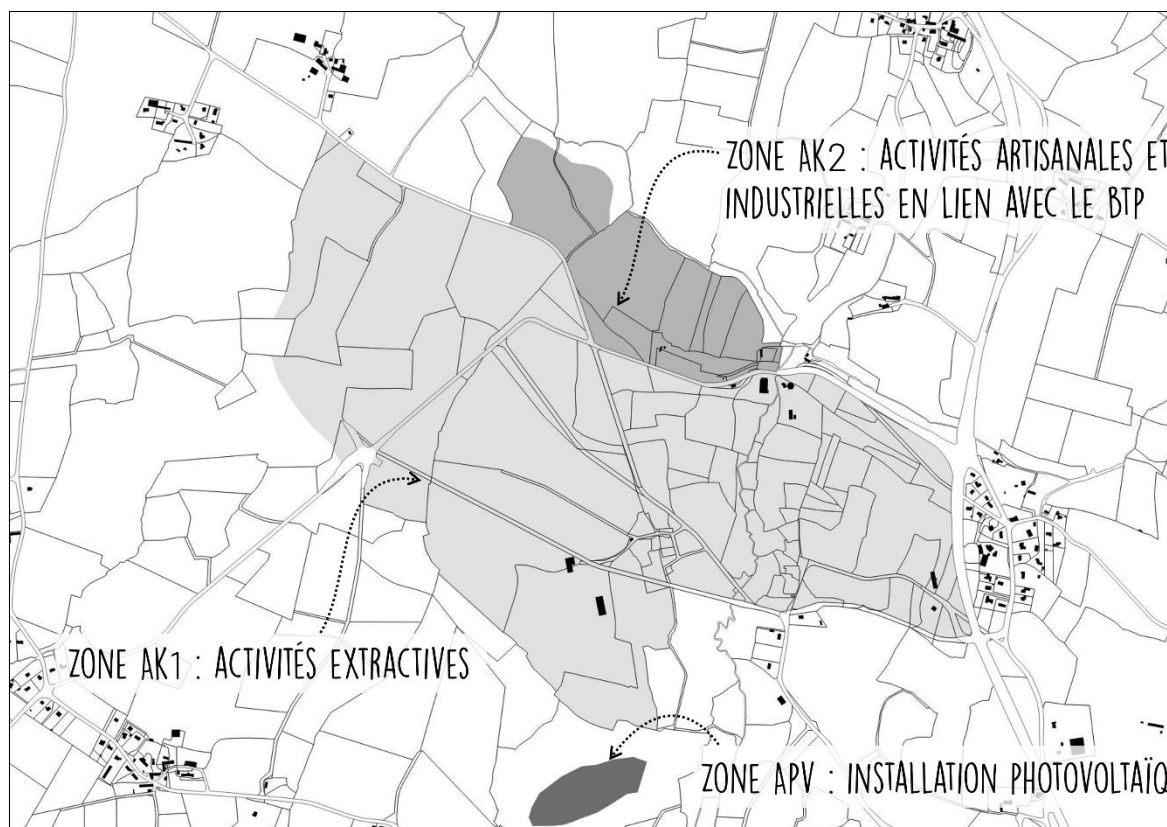 ZONE AK2 : ACTIVITÉS ARTISANALES ET
INDUSTRIELLES EN LIEN AVEC LE BTP
ZONE AK1 : ACTIVITÉS EXTRACTIVES
ZONE APV : INSTALLATION PHOTOVOLTAÏQ